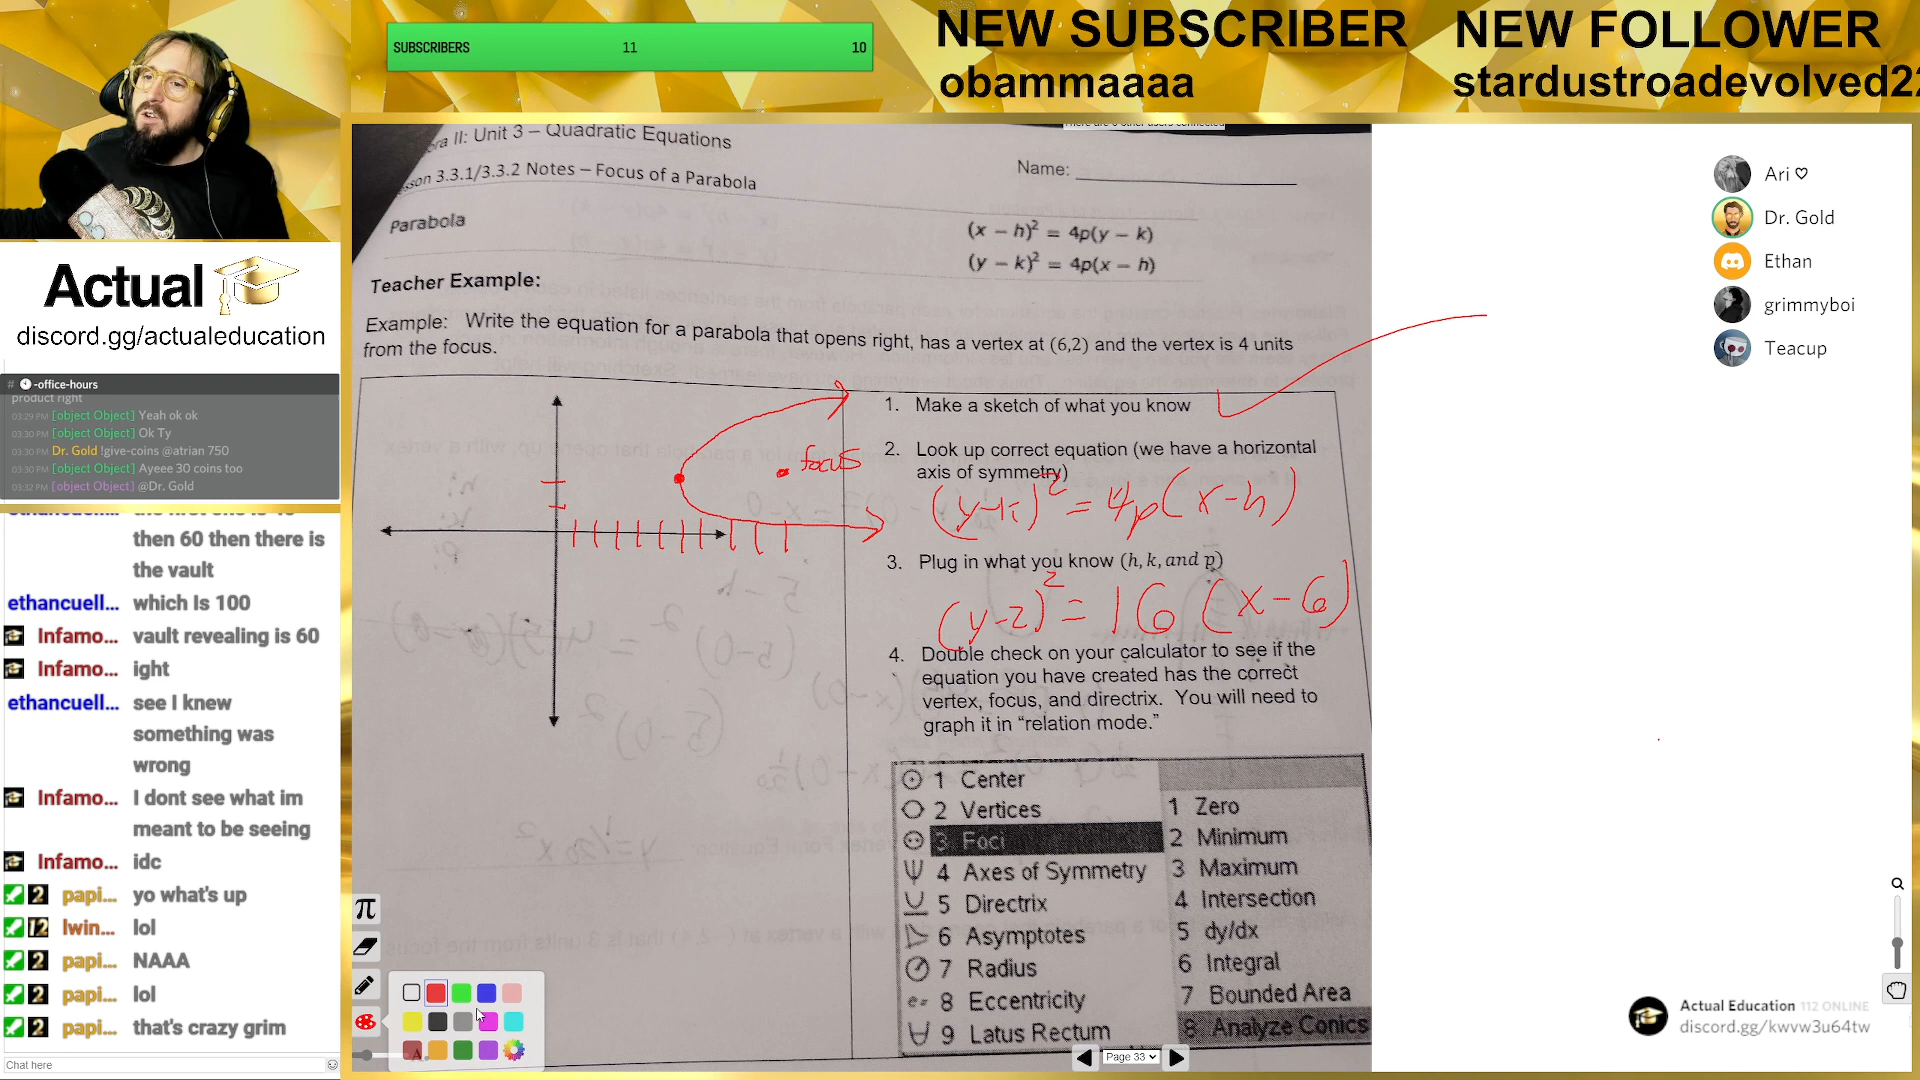 SUBSCRIBERS 11 10
NEW SUBSCRIBER
obammaaaa
NEW FOLLOWER
stardustroadevolved22
Actual
discord.gg/actualeducation
# -office-hours
product right
03:29 PM [object Object] Yeah ok ok
03:30 PM [object Object] Ok Ty
03:30 PM Dr. Gold !give-coins @atrian 750
03:30 PM [object Object] Ayeee 30 coins too
03:32 PM [object Object] @Dr. Gold
then 60 then there is
the vault
ethancuell... which Is 100
Infamo... vault revealing is 60
Infamo... ight
ethancuell... see I knew
something was
wrong
Infamo... I dont see what im
meant to be seeing
Infamo... idc
2 papi... yo what's up
12 lwin... lol
2 papi... NAAA
2 papi... lol
2 papi... that's crazy grim
Chat here
II: Unit 3 – Quadratic Equations
3.3.1/3.3.2 Notes – Focus of a Parabola
Name:
Parabola
(x − h)² = 4p(y − k)
(y − k)² = 4p(x − h)
Teacher Example:
Example: Write the equation for a parabola that opens right, has a vertex at (6,2) and the vertex is 4 units
from the focus.
focus
1. Make a sketch of what you know
2. Look up correct equation (we have a horizontal
axis of symmetry)
(y-k)² = 4p(x-h)
3. Plug in what you know (h, k, and p)
(y-2)² = 16(x-6)
4. Double check on your calculator to see if the
equation you have created has the correct
vertex, focus, and directrix. You will need to
graph it in “relation mode.”
1 Center
2 Vertices
3 Foci
4 Axes of Symmetry
5 Directrix
6 Asymptotes
7 Radius
e= 8 Eccentricity
9 Latus Rectum
1 Zero
2 Minimum
3 Maximum
4 Intersection
5 dy/dx
6 Integral
7 Bounded Area
8 Analyze Conics
π
Page 33
Ari ♡
Dr. Gold
Ethan
grimmyboi
Teacup
Actual Education 112 ONLINE
discord.gg/kwvw3u64tw